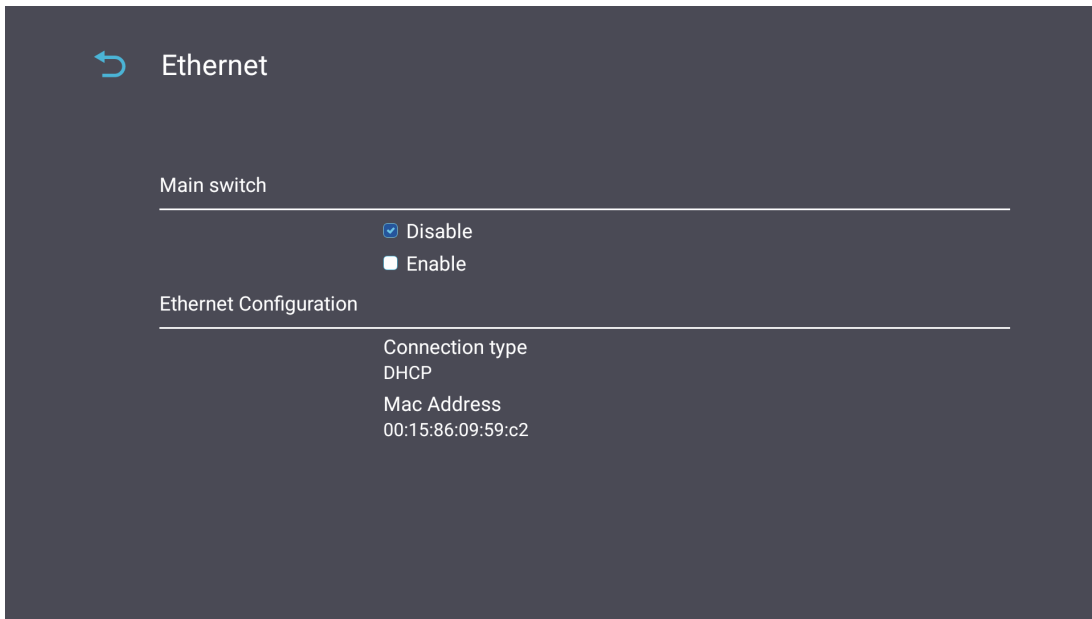 Ethernet
Main switch
Disable
Enable
Ethernet Configuration
Connection type
DHCP
Mac Address
00:15:86:09:59:c2